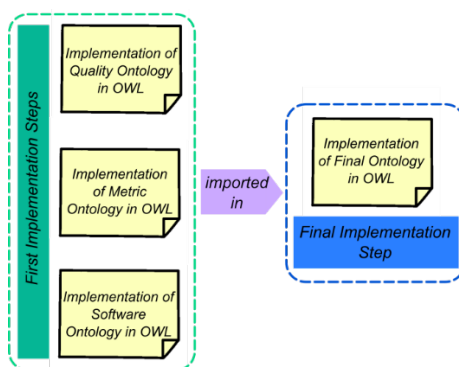 First Implementation Steps
Implementation of
Quality Ontology
in OWL
Implementation
of Metric
Ontology in OWL
Implementation of
Software
Ontology in OWL
imported
in
Implementation
of Final Ontology
in OWL
Final Implementation
Step